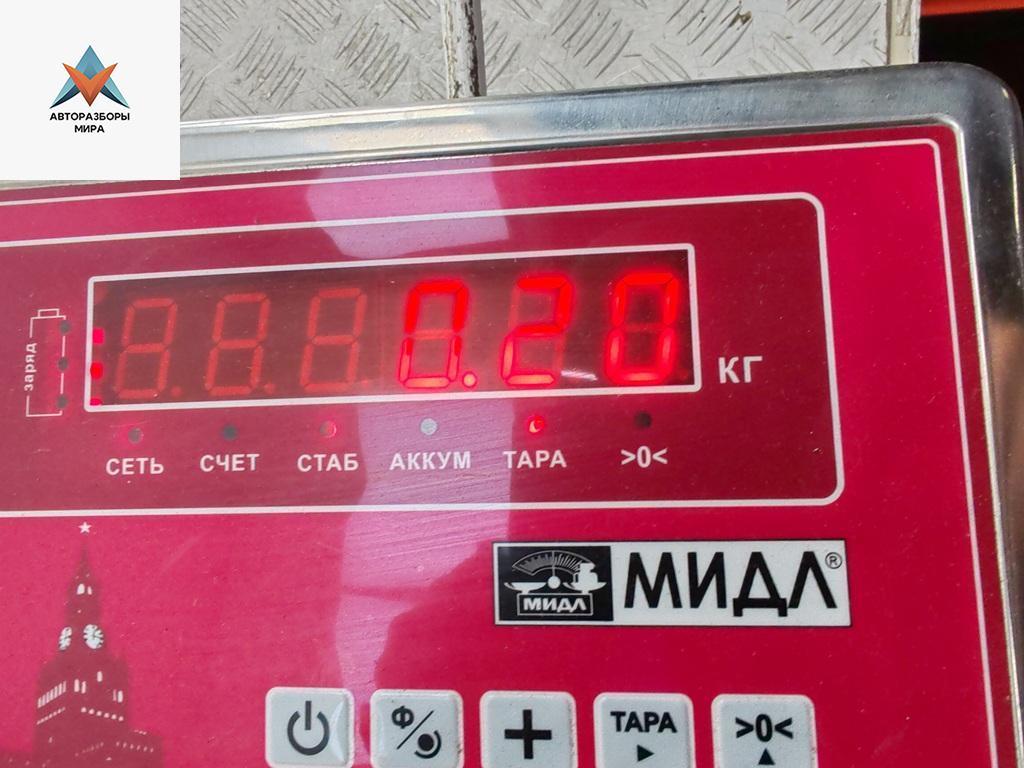 АВТОРАЗБОРЫ
МИРА
заряд
0.20
КГ
СЕТЬ СЧЕТ СТАБ АККУМ ТАРА >0<
МИДЛ
МИДЛ®
Ф/
+
ТАРА
>0<